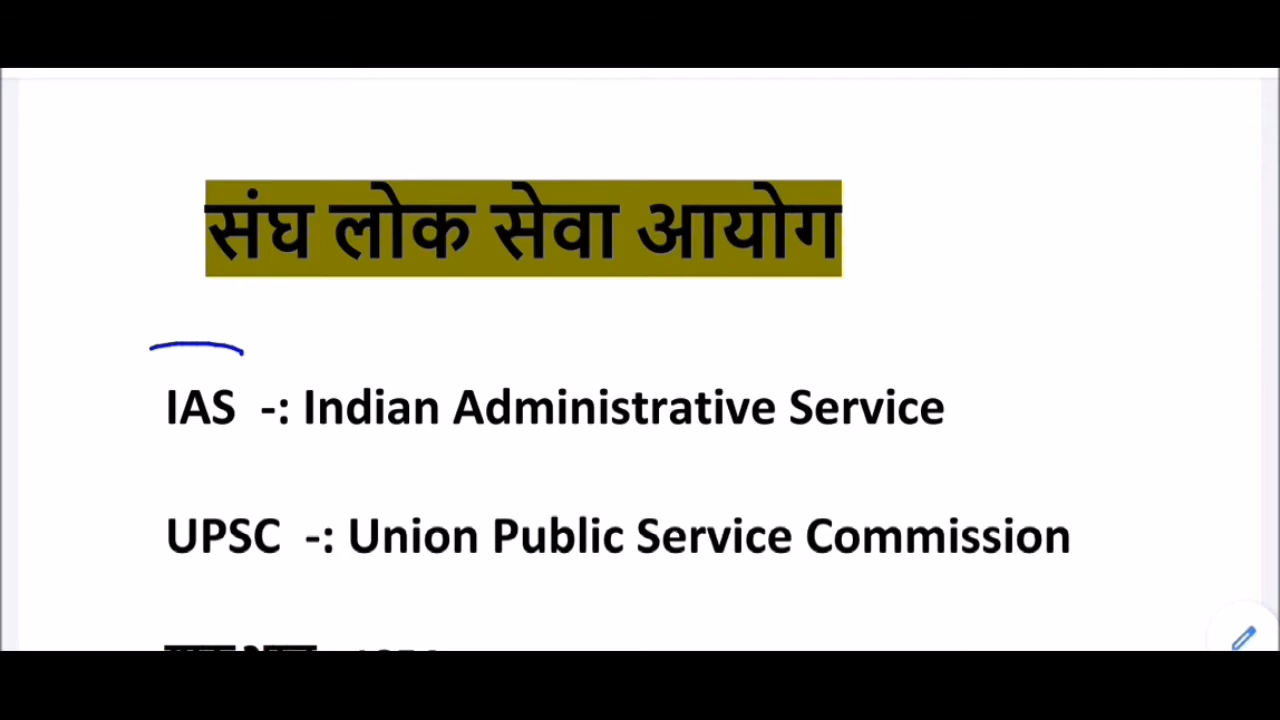 संघ लोक सेवा आयोग
IAS -: Indian Administrative Service
UPSC -: Union Public Service Commission